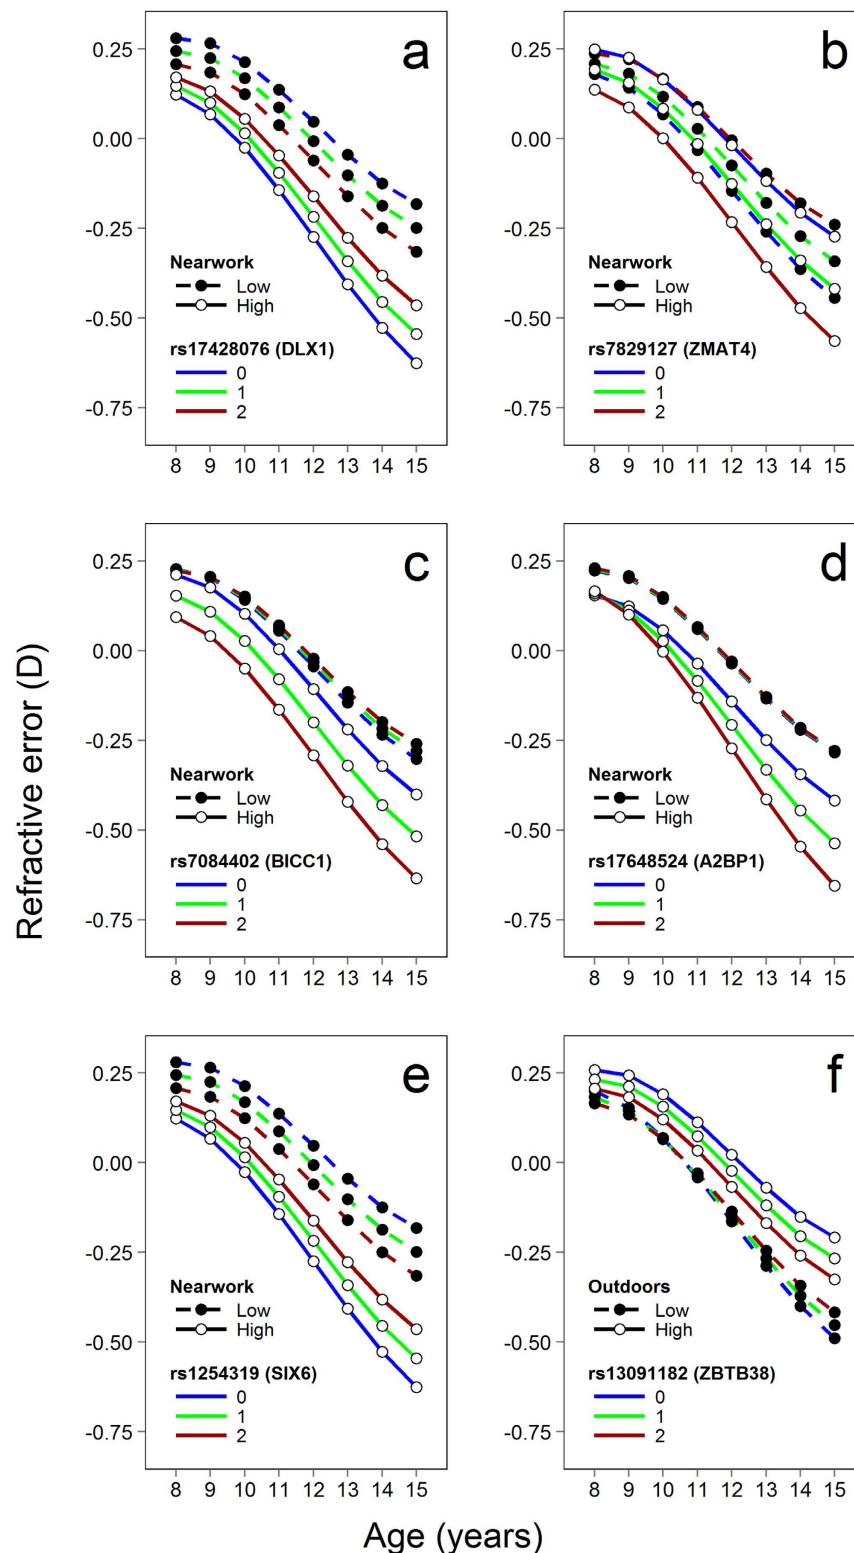 Refractive error (D)
a
0.25
0.00
-0.25
-0.50
-0.75
Nearwork
Low
High
rs17428076 (DLX1)
0
1
2
8 9 10 11 12 13 14 15
b
0.25
0.00
-0.25
-0.50
-0.75
Nearwork
Low
High
rs7829127 (ZMAT4)
0
1
2
8 9 10 11 12 13 14 15
c
0.25
0.00
-0.25
-0.50
-0.75
Nearwork
Low
High
rs7084402 (BICC1)
0
1
2
8 9 10 11 12 13 14 15
d
0.25
0.00
-0.25
-0.50
-0.75
Nearwork
Low
High
rs17648524 (A2BP1)
0
1
2
8 9 10 11 12 13 14 15
e
0.25
0.00
-0.25
-0.50
-0.75
Nearwork
Low
High
rs1254319 (SIX6)
0
1
2
8 9 10 11 12 13 14 15
f
0.25
0.00
-0.25
-0.50
-0.75
Outdoors
Low
High
rs13091182 (ZBTB38)
0
1
2
8 9 10 11 12 13 14 15
Age (years)